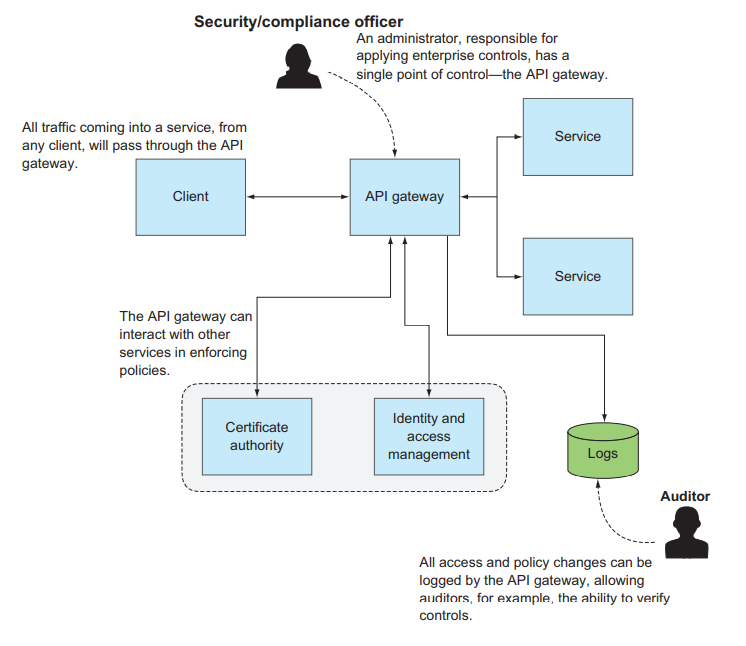 Security/compliance officer
An administrator, responsible for
applying enterprise controls, has a
single point of control—the API gateway.
All traffic coming into a service, from
any client, will pass through the API
gateway.
Client
API gateway
Service
Service
The API gateway can
interact with other
services in enforcing
policies.
Certificate
authority
Identity and
access
management
Logs
Auditor
All access and policy changes can be
logged by the API gateway, allowing
auditors, for example, the ability to verify
controls.